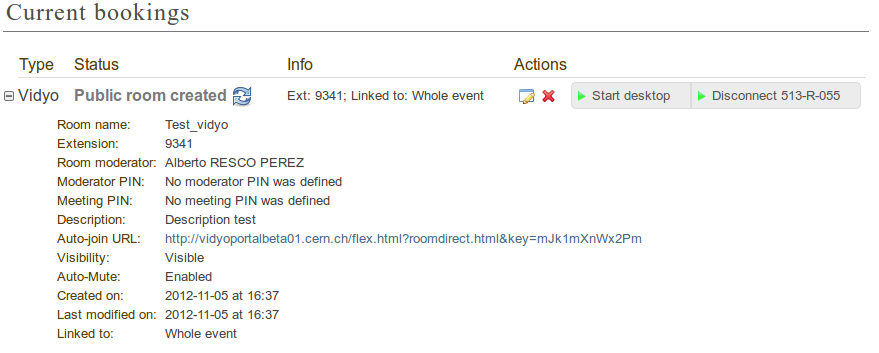 Current bookings
Type Status Info Actions
Vidyo Public room created Ext: 9341; Linked to: Whole event Start desktop Disconnect 513-R-055
Room name: Test_vidyo
Extension: 9341
Room moderator: Alberto RESCO PEREZ
Moderator PIN: No moderator PIN was defined
Meeting PIN: No meeting PIN was defined
Description: Description test
Auto-join URL: http://vidyoportalbeta01.cern.ch/flex.html?roomdirect.html&key=mJk1mXnWx2Pm
Visibility: Visible
Auto-Mute: Enabled
Created on: 2012-11-05 at 16:37
Last modified on: 2012-11-05 at 16:37
Linked to: Whole event